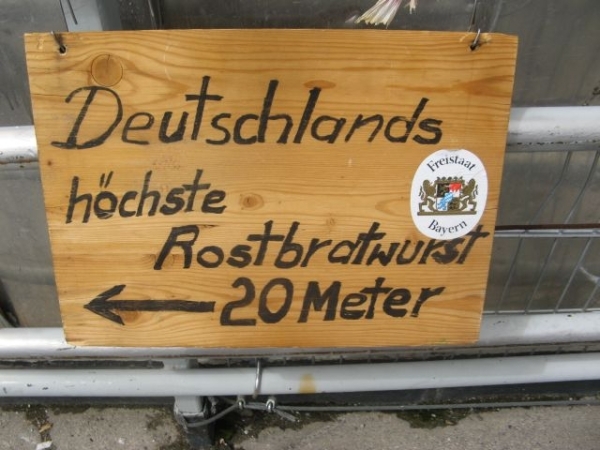 Deutschlands
höchste
Rostbratwurst
20 Meter
Freistaat
Bayern